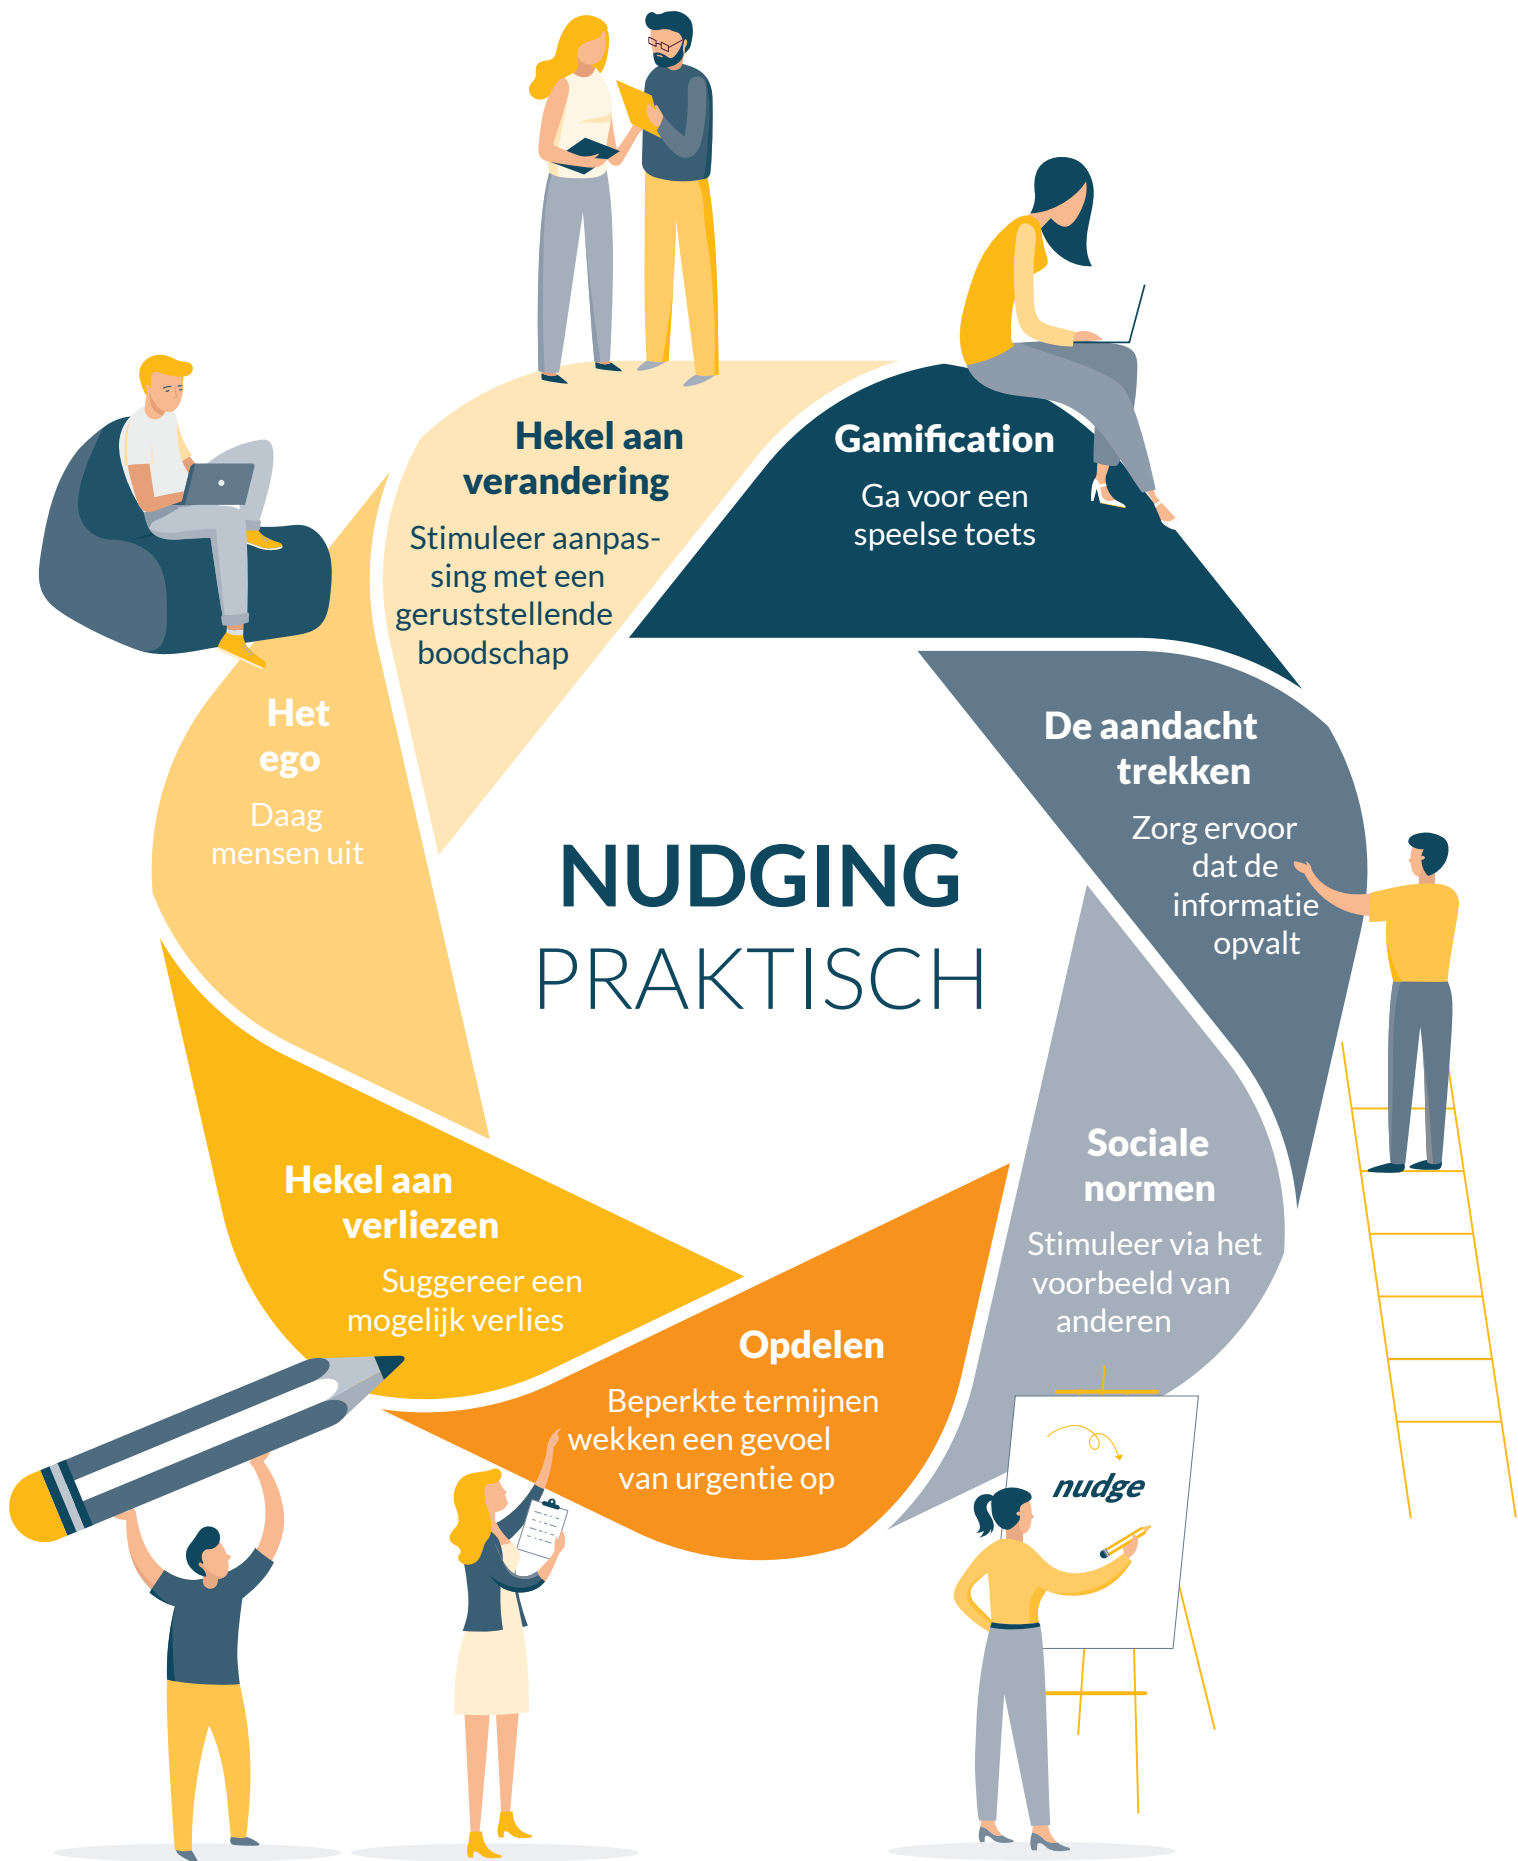 NUDGING
PRAKTISCH
Hekel aan
verandering
Stimuleer aanpas-
sing met een
geruststellende
boodschap
Gamification
Ga voor een
speelse toets
De aandacht
trekken
Zorg ervoor
dat de
informatie
opvalt
Sociale
normen
Stimuleer via het
voorbeeld van
anderen
nudge
Opdelen
Beperkte termijnen
wekken een gevoel
van urgentie op
Hekel aan
verliezen
Suggereer een
mogelijk verlies
Het
ego
Daag
mensen uit